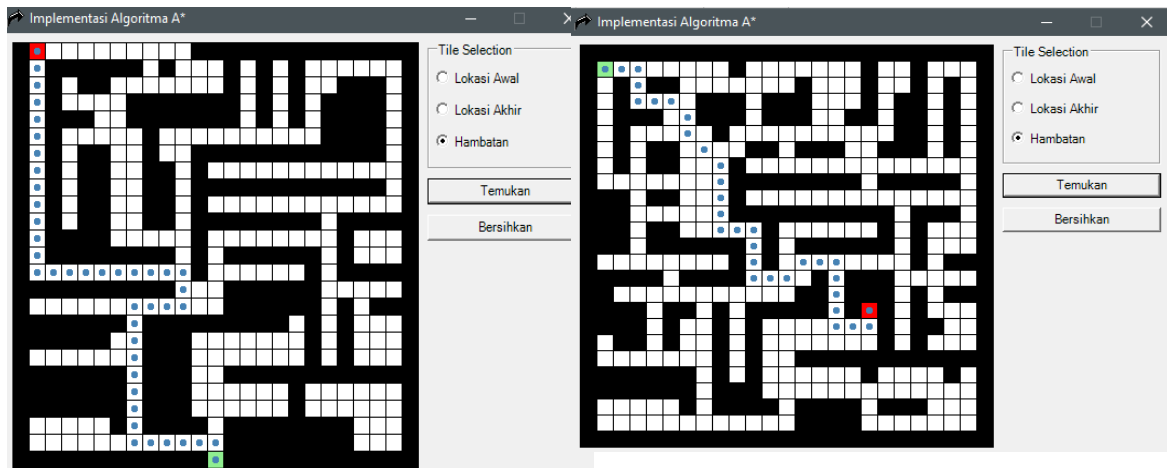 Implementasi Algoritma A*
Tile Selection
Lokasi Awal
Lokasi Akhir
Hambatan
Temukan
Bersihkan
Implementasi Algoritma A*
Tile Selection
Lokasi Awal
Lokasi Akhir
Hambatan
Temukan
Bersihkan